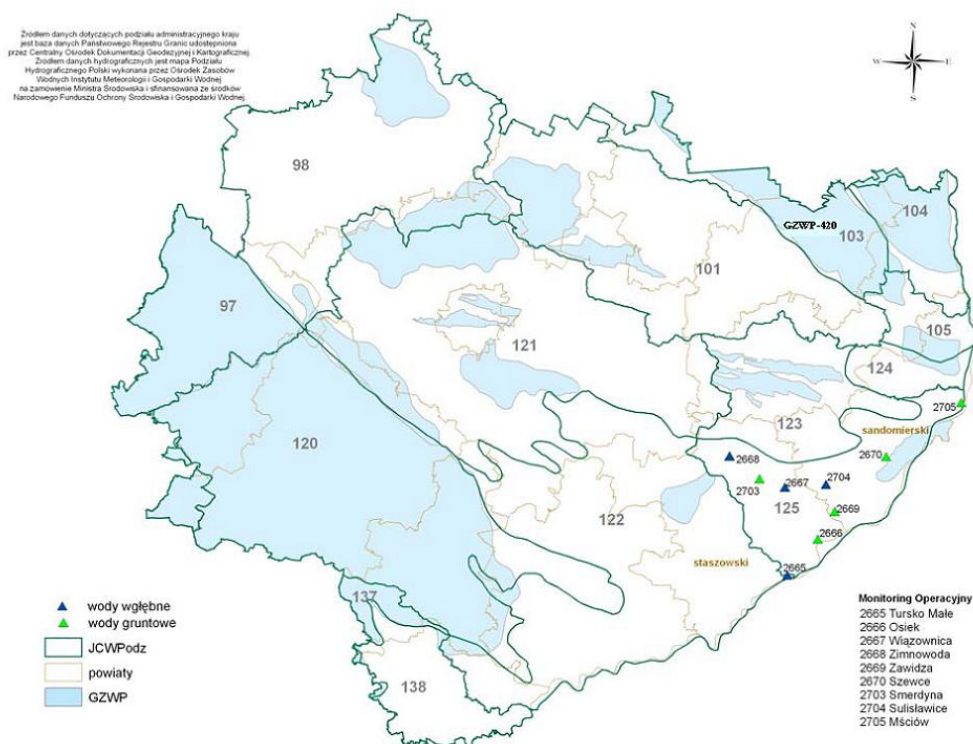 Źródłem danych dotyczących podziału administracyjnego kraju
jest baza danych Państwowego Rejestru Granic udostępniona
przez Centralny Ośrodek Dokumentacji Geodezyjnej i Kartograficznej.
Źródłem danych hydrograficznych jest mapa Podziału
Hydrograficznego Polski wykonana przez Ośrodek Zasobów
Wodnych Instytutu Meteorologii i Gospodarki Wodnej
na zamówienie Ministra Środowiska i sfinansowana ze środków
Narodowego Funduszu Ochrony Środowiska i Gospodarki Wodnej.
N
W E
S
98
104
GZWP-420
103
101
97
105
121
124
2705
123
sandomierski
120
2670
2668
2703
2667
2704
125
2669
122
2666
staszowski
2665
137
138
wody wgłębne
wody gruntowe
JCWPodz
powiaty
GZWP
Monitoring Operacyjny
2665 Tursko Małe
2666 Osiek
2667 Wiązownica
2668 Zimnowoda
2669 Zawidza
2670 Szewce
2703 Smerdyna
2704 Sulisławice
2705 Mściów